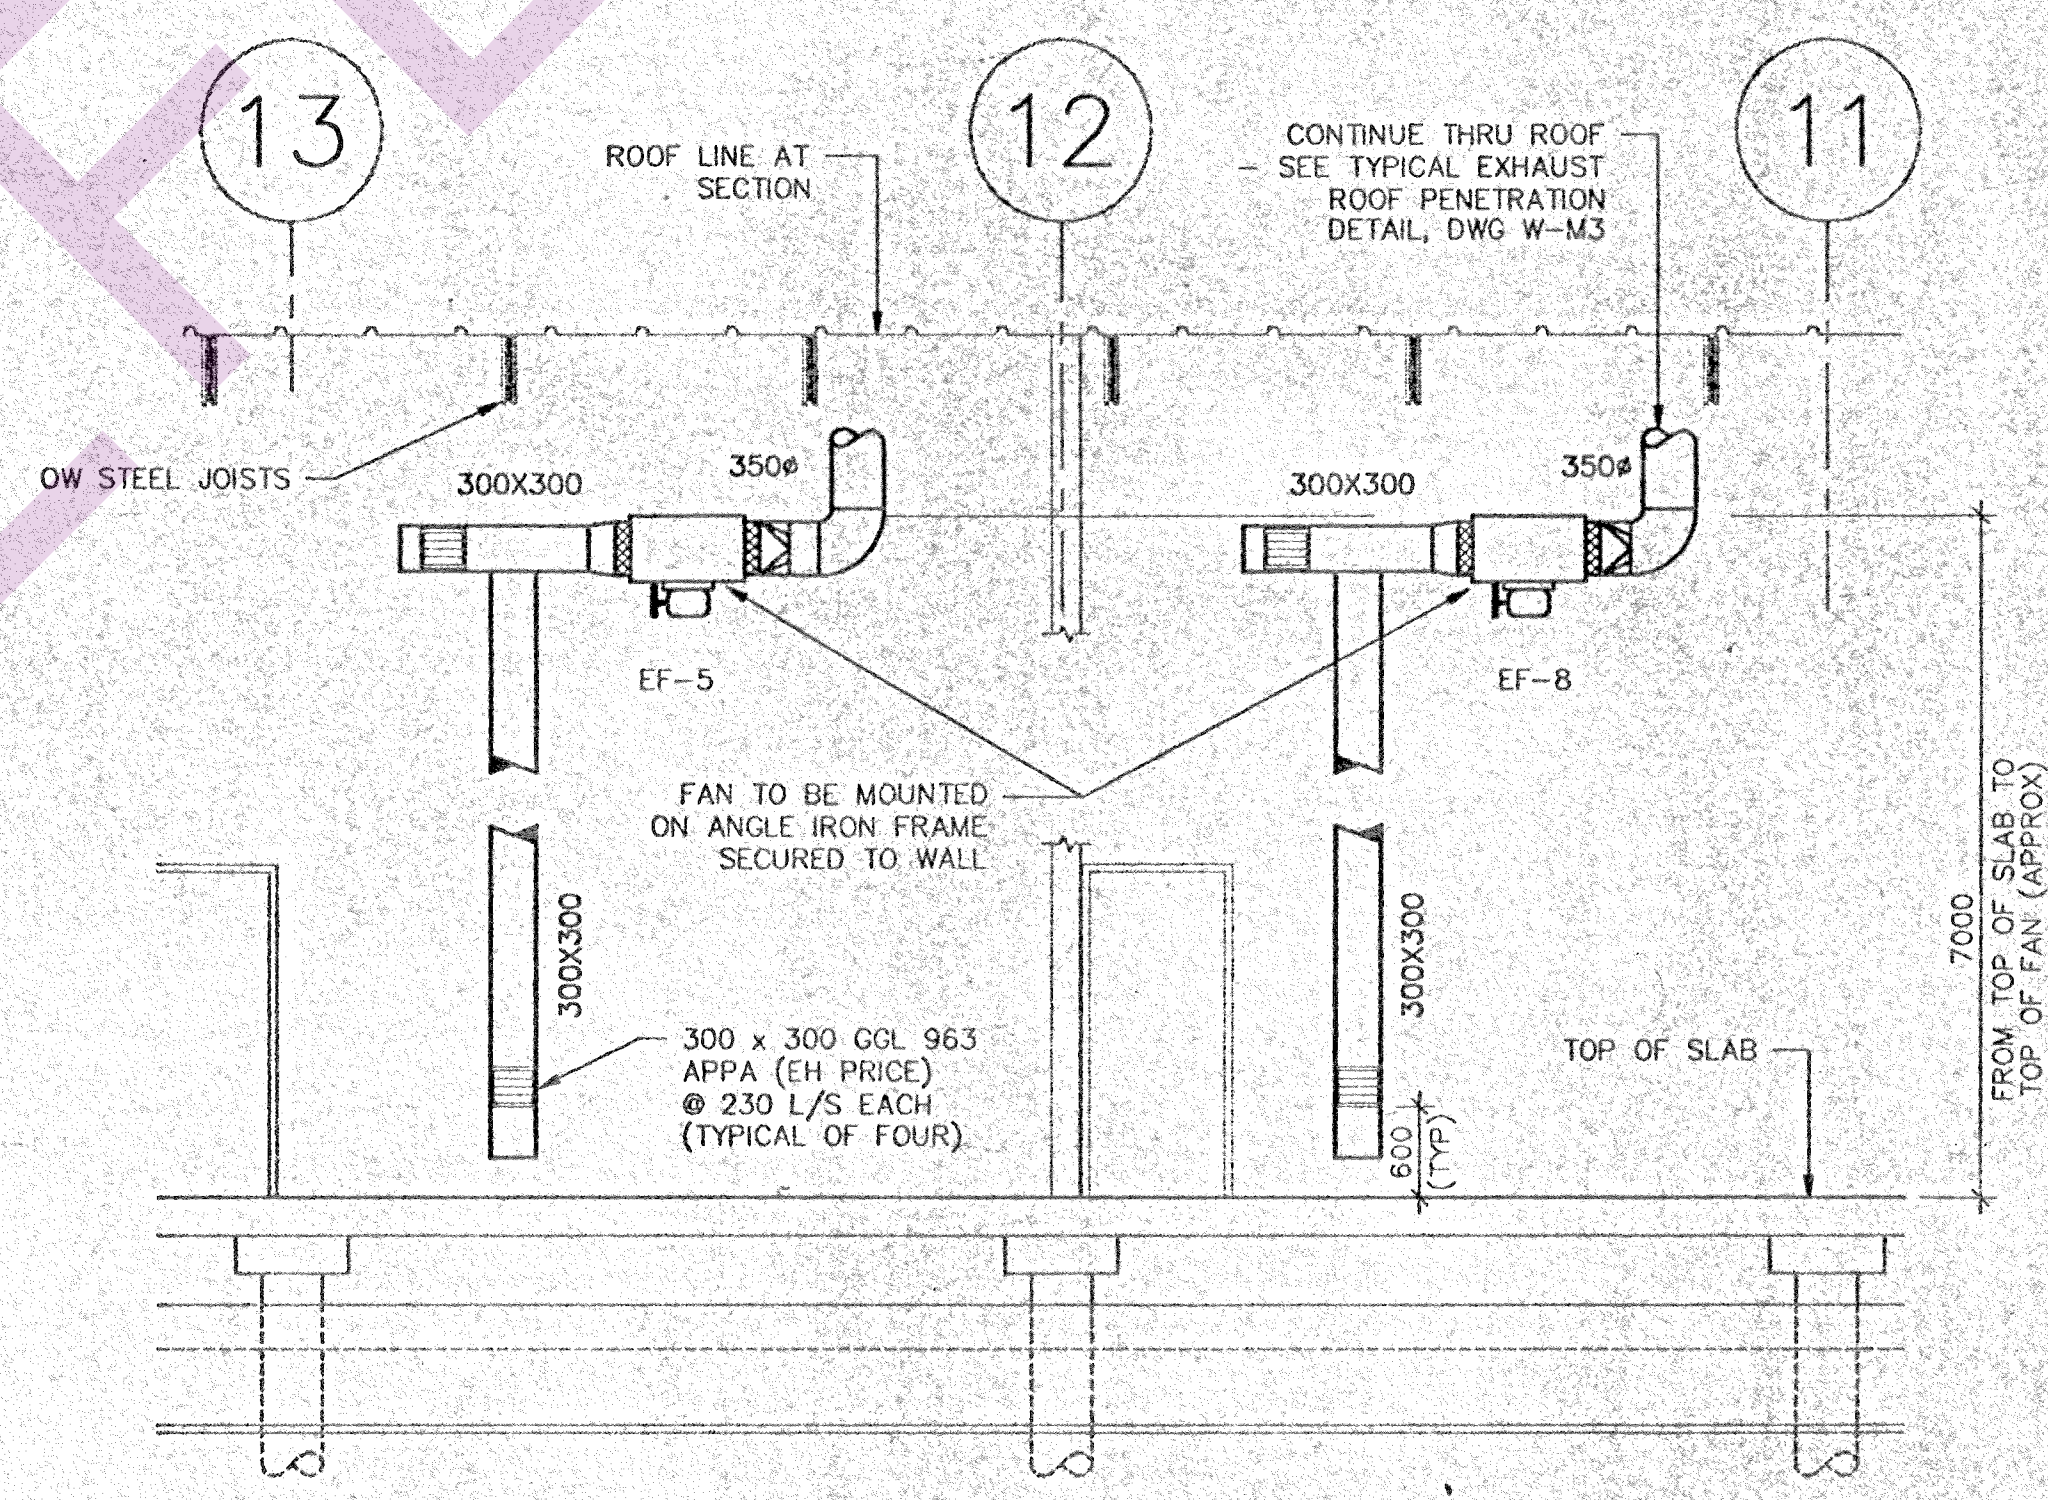 13
12
11
ROOF LINE AT
SECTION
CONTINUE THRU ROOF
- SEE TYPICAL EXHAUST
ROOF PENETRATION
DETAIL, DWG W-M3
OW STEEL JOISTS
300X300
350ø
300X300
350ø
EF-5
EF-8
FAN TO BE MOUNTED
ON ANGLE IRON FRAME
SECURED TO WALL
300X300
300X300
7000
FROM TOP OF SLAB TO
TOP OF FAN (APPROX)
300 x 300 GGL 963
APPA (EH PRICE)
@ 230 L/S EACH
(TYPICAL OF FOUR)
TOP OF SLAB
600
(TYP)